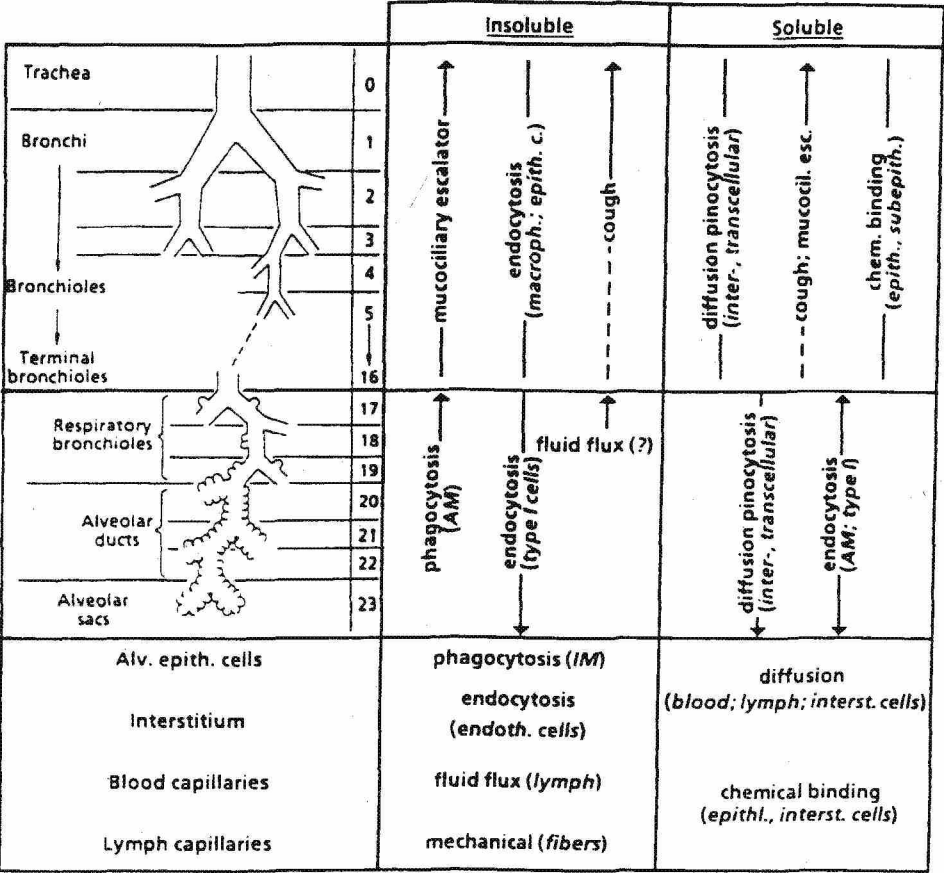 Insoluble
Soluble
Trachea
0
Bronchi
1
2
3
4
Bronchioles
5
Terminal
bronchioles
16
mucociliary escalator
endocytosis
(macroph.; epith. c.)
cough
diffusion pinocytosis
(inter-, transcellular)
cough; mucocil. esc.
chem. binding
(epith., subepith.)
Respiratory
bronchioles
17
18
19
Alveolar
ducts
20
21
22
Alveolar
sacs
23
phagocytosis
(AM)
endocytosis
(type I cells)
fluid flux (?)
diffusion pinocytosis
(inter-, transcellular)
endocytosis
(AM; type I)
Alv. epith. cells
phagocytosis (IM)
diffusion
(blood; lymph; interst. cells)
Interstitium
endocytosis
(endoth. cells)
Blood capillaries
fluid flux (lymph)
chemical binding
(epithl., interst. cells)
Lymph capillaries
mechanical (fibers)